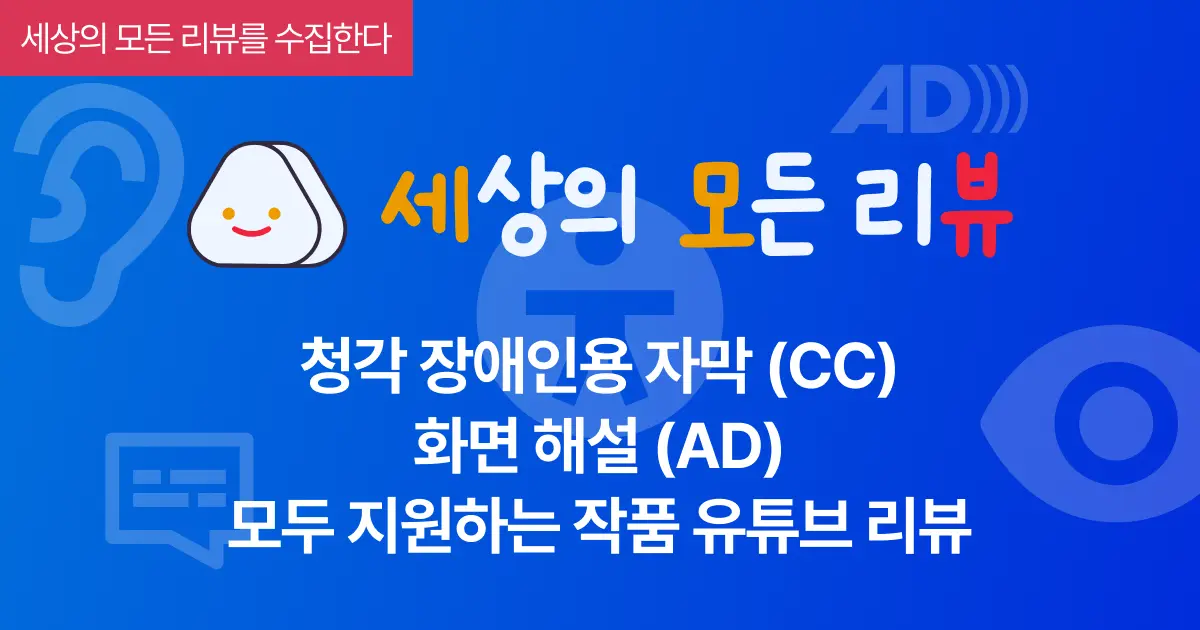 세상의 모든 리뷰를 수집한다
AD
세상의 모든 리뷰
청각 장애인용 자막 (CC)
화면 해설 (AD)
모두 지원하는 작품 유튜브 리뷰